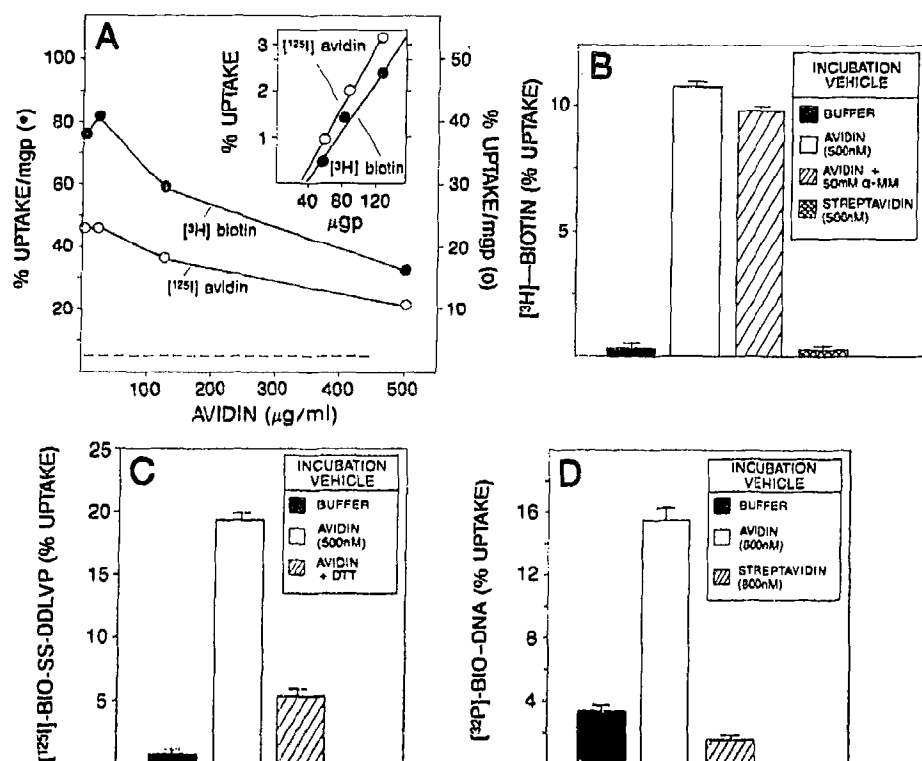 A
% UPTAKE/mgp (•)
100
80
60
40
20
% UPTAKE
3
2
1
[125I] avidin
[3H] biotin
40 80 120
μgp
[3H] biotin
[125I] avidin
50
40
30
20
10
% UPTAKE/mgp (o)
100 200 300 400 500
AVIDIN (μg/ml)
B
[3H]—BIOTIN (% UPTAKE)
10
5
INCUBATION
VEHICLE
BUFFER
AVIDIN
(500nM)
AVIDIN +
50mM α-MM
STREPTAVIDIN
(500nM)
C
[125I]-BIO-SS-DDLVP (% UPTAKE)
25
20
15
10
5
INCUBATION
VEHICLE
BUFFER
AVIDIN
(500nM)
AVIDIN
+ DTT
D
[32P]-BIO-DNA (% UPTAKE)
16
12
8
4
INCUBATION
VEHICLE
BUFFER
AVIDIN
STREPTAVIDIN
(800nM)